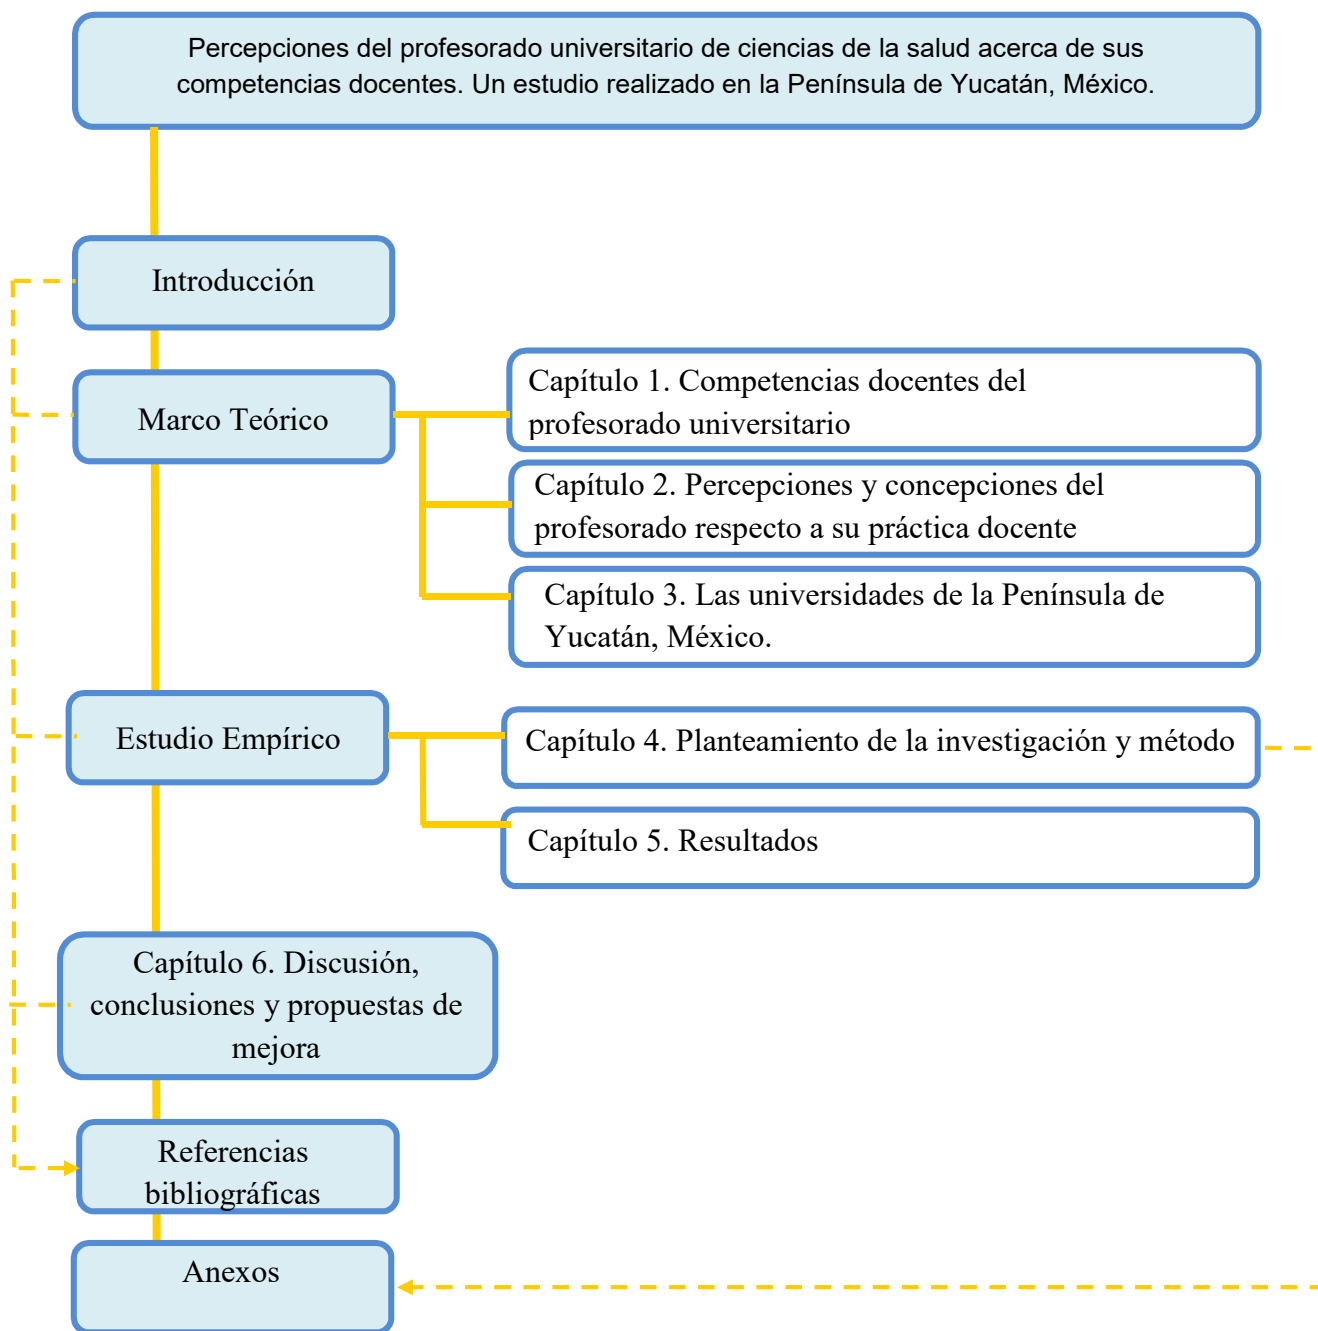 Percepciones del profesorado universitario de ciencias de la salud acerca de sus
competencias docentes. Un estudio realizado en la Península de Yucatán, México.
Introducción
Marco Teórico
Capítulo 1. Competencias docentes del
profesorado universitario
Capítulo 2. Percepciones y concepciones del
profesorado respecto a su práctica docente
Capítulo 3. Las universidades de la Península de
Yucatán, México.
Estudio Empírico
Capítulo 4. Planteamiento de la investigación y método
Capítulo 5. Resultados
Capítulo 6. Discusión,
conclusiones y propuestas de
mejora
Referencias
bibliográficas
Anexos